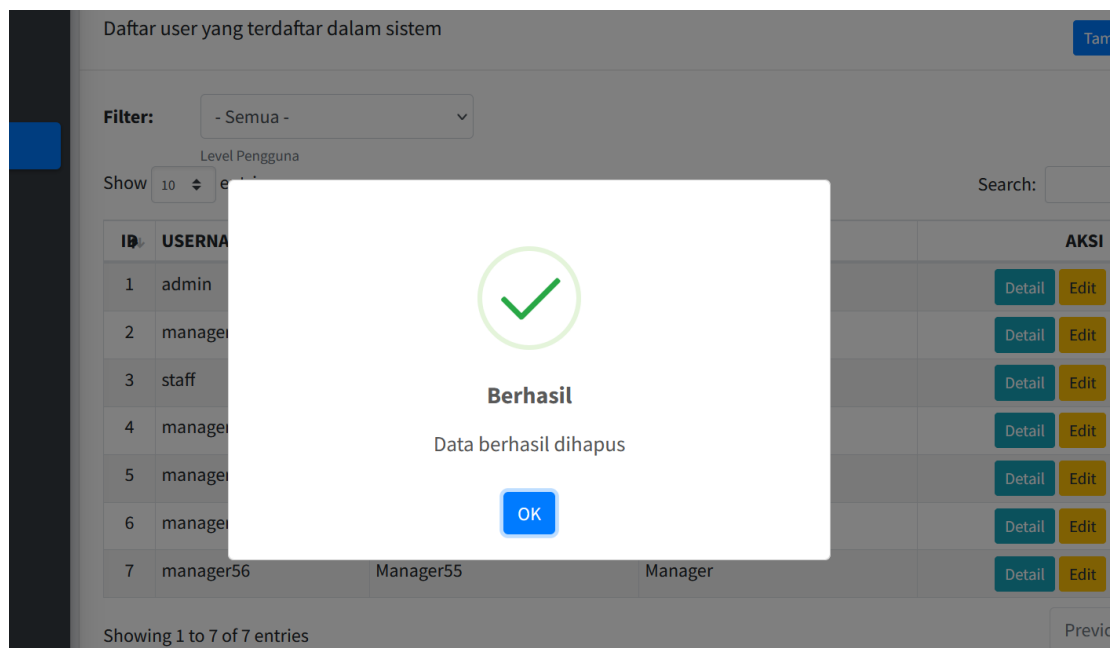 Daftar user yang terdaftar dalam sistem
Filter: - Semua -
Level Pengguna
Show 10
Search:
ID AKSI
1 admin Detail Edit
2 Detail Edit
3 staff Detail Edit
4 Detail Edit
5 Detail Edit
6 Detail Edit
7 manager56 Manager55 Manager Detail Edit
Berhasil
Data berhasil dihapus
OK
Showing 1 to 7 of 7 entries